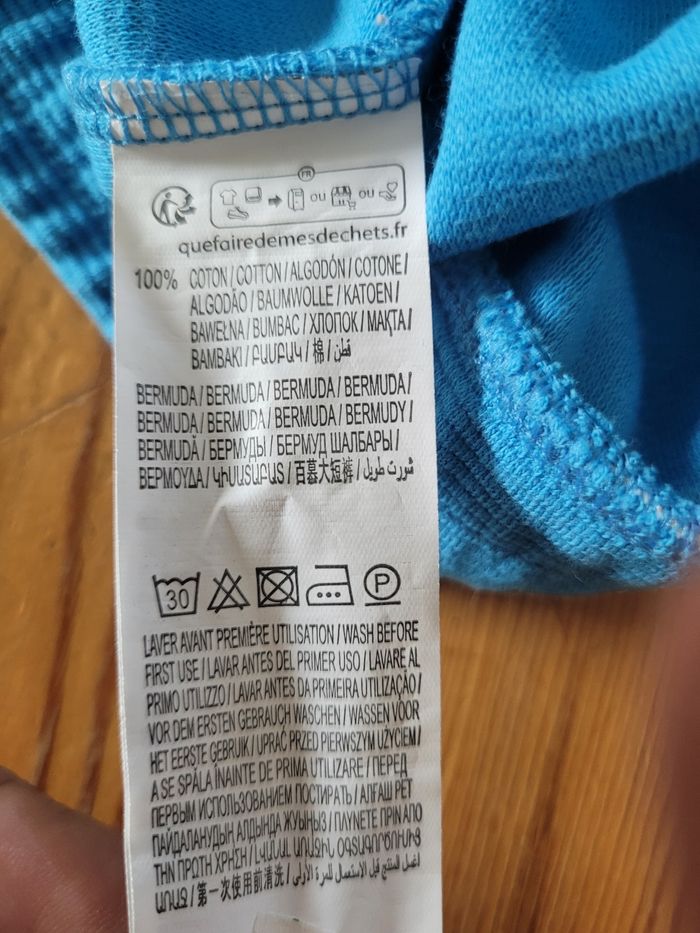 FR
OU OU
quefairedemesdechets.fr
100% COTON / COTTON / ALGODÓN / COTONE /
ALGODÃO / BAUMWOLLE / KATOEN /
BAWEŁNA / BUMBAC / ХЛОПОК / МАҚТА /
ΒΑΜΒΑΚΙ / ԲԱՄԲԱԿ / 棉 / قطن
BERMUDA / BERMUDA / BERMUDA / BERMUDA /
BERMUDA / BERMUDA / BERMUDA / BERMUDY /
BERMUDĂ / БЕРМУДЫ / БЕРМУД ШАЛБАРЫ /
ΒΕΡΜΟΥΔΑ / ԿԻՍԱՏԱԲԱՏ / 百慕大短裤 / شورت طويل
30 P
LAVER AVANT PREMIÈRE UTILISATION / WASH BEFORE
FIRST USE / LAVAR ANTES DEL PRIMER USO / LAVARE AL
PRIMO UTILIZZO / LAVAR ANTES DA PRIMEIRA UTILIZAÇÃO /
VOR DEM ERSTEN GEBRAUCH WASCHEN / WASSEN VÓÓR
HET EERSTE GEBRUIK / UPRAĆ PRZED PIERWSZYM UŻYCIEM /
A SE SPĂLA ÎNAINTE DE PRIMA UTILIZARE / ПЕРЕД
ПЕРВЫМ ИСПОЛЬЗОВАНИЕМ ПОСТИРАТЬ / АЛҒАШ РЕТ
ПАЙДАЛАНУДЫҢ АЛДЫНДА ЖУЫҢЫЗ / ΠΛΥΝΕΤΕ ΠΡΙΝ ΑΠΟ
ΤΗΝ ΠΡΩΤΗ ΧΡΗΣΗ / ԼՎԱՆԱԼ ԱՌԱՋԻՆ ՕԳՏԱԳՈՐԾՈՒՄԻՑ
ԱՌԱՋ / 第一次使用前清洗 / اغسل المنتج قبل الاستعمال للمرة الأولى /